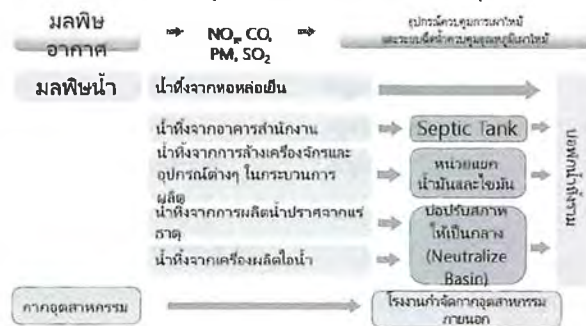 มลพิษ
อากาศ
NOx, CO,
PM, SO2
อุปกรณ์ควบคุมการเผาไหม้
และระบบฉีดน้ำควบคุมอุณหภูมิเผาไหม้
มลพิษน้ำ
น้ำทิ้งจากหอหล่อเย็น
น้ำทิ้งจากอาคารสำนักงาน
Septic Tank
น้ำทิ้งจากการล้างเครื่องจักรและ
อุปกรณ์ต่างๆ ในกระบวนการ
ผลิต
หน่วยแยก
น้ำมันและไขมัน
น้ำทิ้งจากการผลิตน้ำปราศจากแร่
ธาตุ
น้ำทิ้งจากเครื่องผลิตไอน้ำ
บ่อปรับสภาพ
ให้เป็นกลาง
(Neutralize
Basin)
บ่อพักน้ำทิ้งรวม
กากอุตสาหกรรม
โรงงานกำจัดกากอุตสาหกรรม
ภายนอก